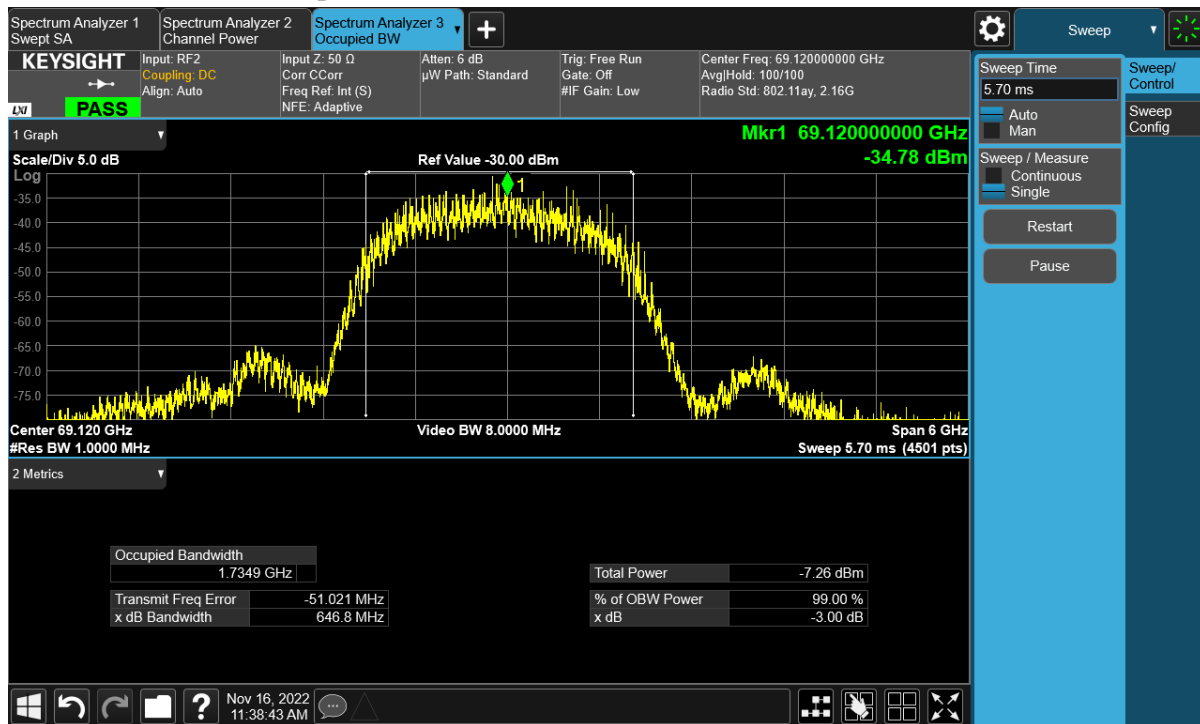 Spectrum Analyzer 1
Swept SA
Spectrum Analyzer 2
Channel Power
Spectrum Analyzer 3
Occupied BW
Sweep
KEYSIGHT
LXI
PASS
Input: RF2
Coupling: DC
Align: Auto
Input Z: 50 Ω
Corr CCorr
Freq Ref: Int (S)
NFE: Adaptive
Atten: 6 dB
µW Path: Standard
Trig: Free Run
Gate: Off
#IF Gain: Low
Center Freq: 69.120000000 GHz
Avg|Hold: 100/100
Radio Std: 802.11ay, 2.16G
1 Graph
Mkr1 69.120000000 GHz
Scale/Div 5.0 dB
Ref Value -30.00 dBm
-34.78 dBm
Log
1
-35.0
-40.0
-45.0
-50.0
-55.0
-60.0
-65.0
-70.0
-75.0
Center 69.120 GHz
Video BW 8.0000 MHz
Span 6 GHz
#Res BW 1.0000 MHz
Sweep 5.70 ms (4501 pts)
2 Metrics
Occupied Bandwidth
1.7349 GHz
Total Power -7.26 dBm
Transmit Freq Error -51.021 MHz
% of OBW Power 99.00 %
x dB Bandwidth 646.8 MHz
x dB -3.00 dB
Sweep Time
5.70 ms
Auto
Man
Sweep / Measure
Continuous
Single
Restart
Pause
Sweep/
Control
Sweep
Config
?
Nov 16, 2022
11:38:43 AM